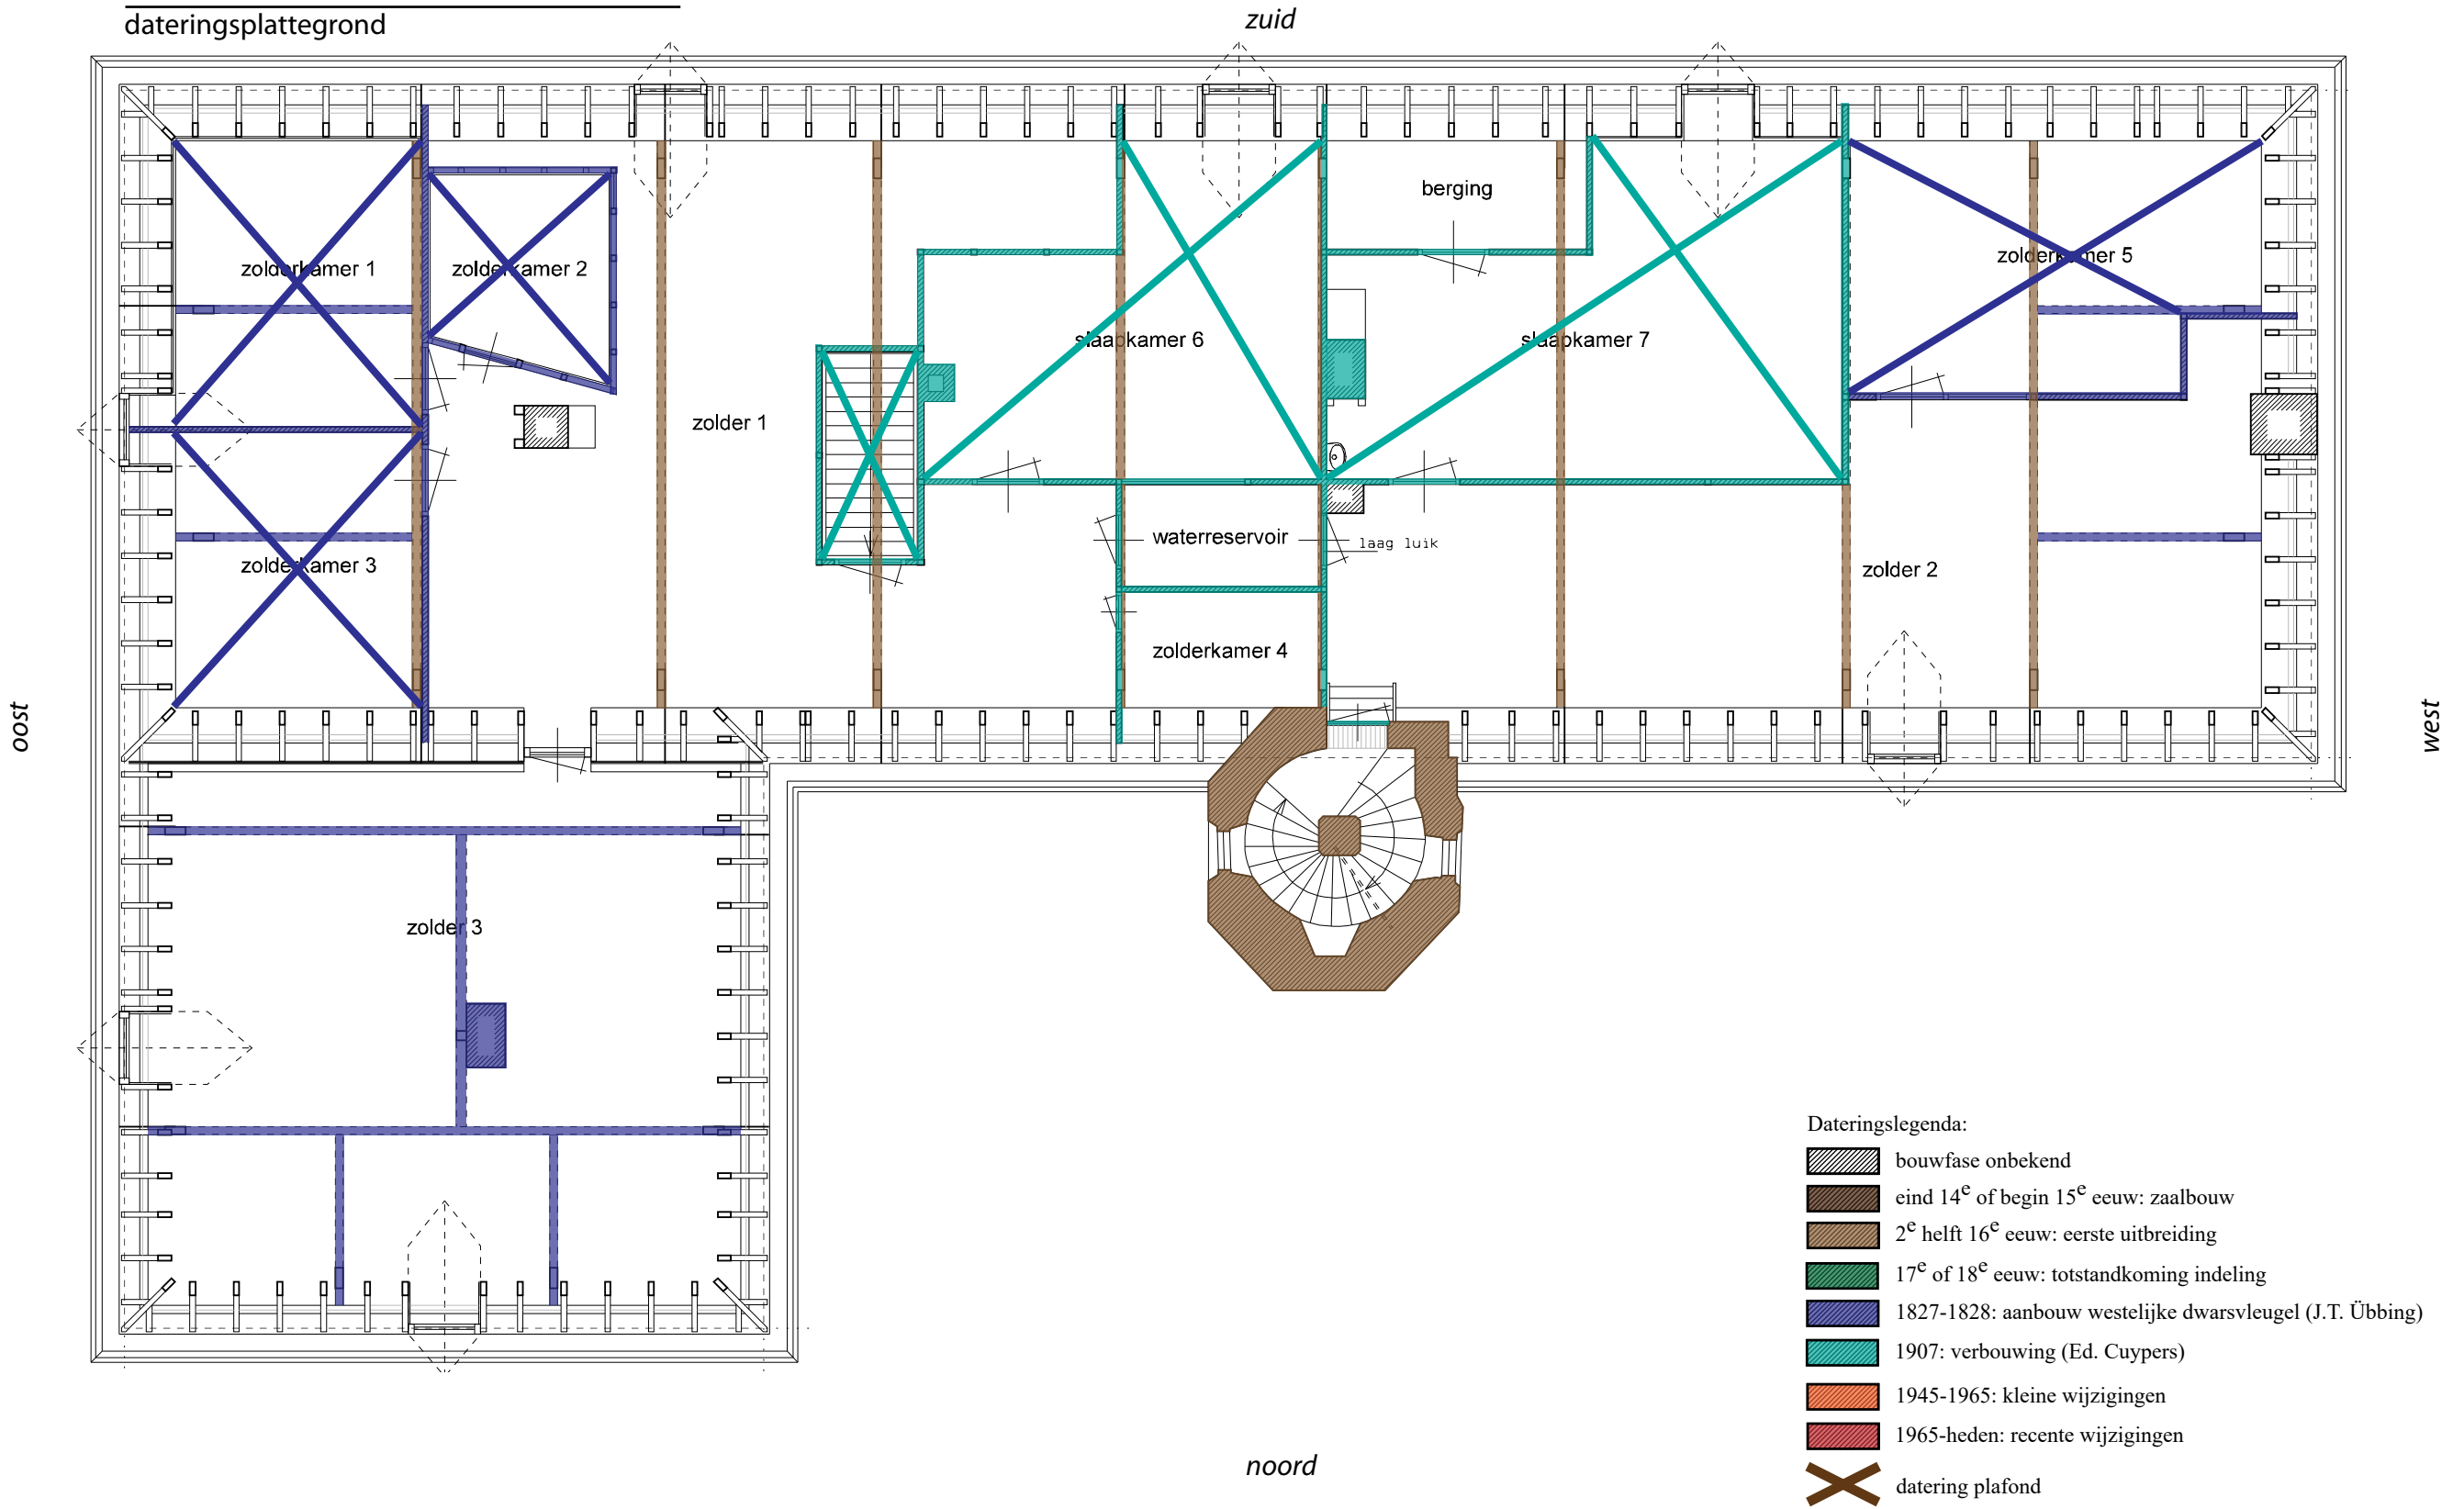 dateringsplattegrond
zuid
berging
zolderkamer 1
zolderkamer 2
zolderkamer 5
slaapkamer 6
slaapkamer 7
zolder 1
waterreservoir
laag luik
zolderkamer 3
zolder 2
zolderkamer 4
oost
west
zolder 3
noord
Dateringslegenda:
bouwfase onbekend
eind 14e of begin 15e eeuw: zaalbouw
2e helft 16e eeuw: eerste uitbreiding
17e of 18e eeuw: totstandkoming indeling
1827-1828: aanbouw westelijke dwarsvleugel (J.T. Übbing)
1907: verbouwing (Ed. Cuypers)
1945-1965: kleine wijzigingen
1965-heden: recente wijzigingen
datering plafond